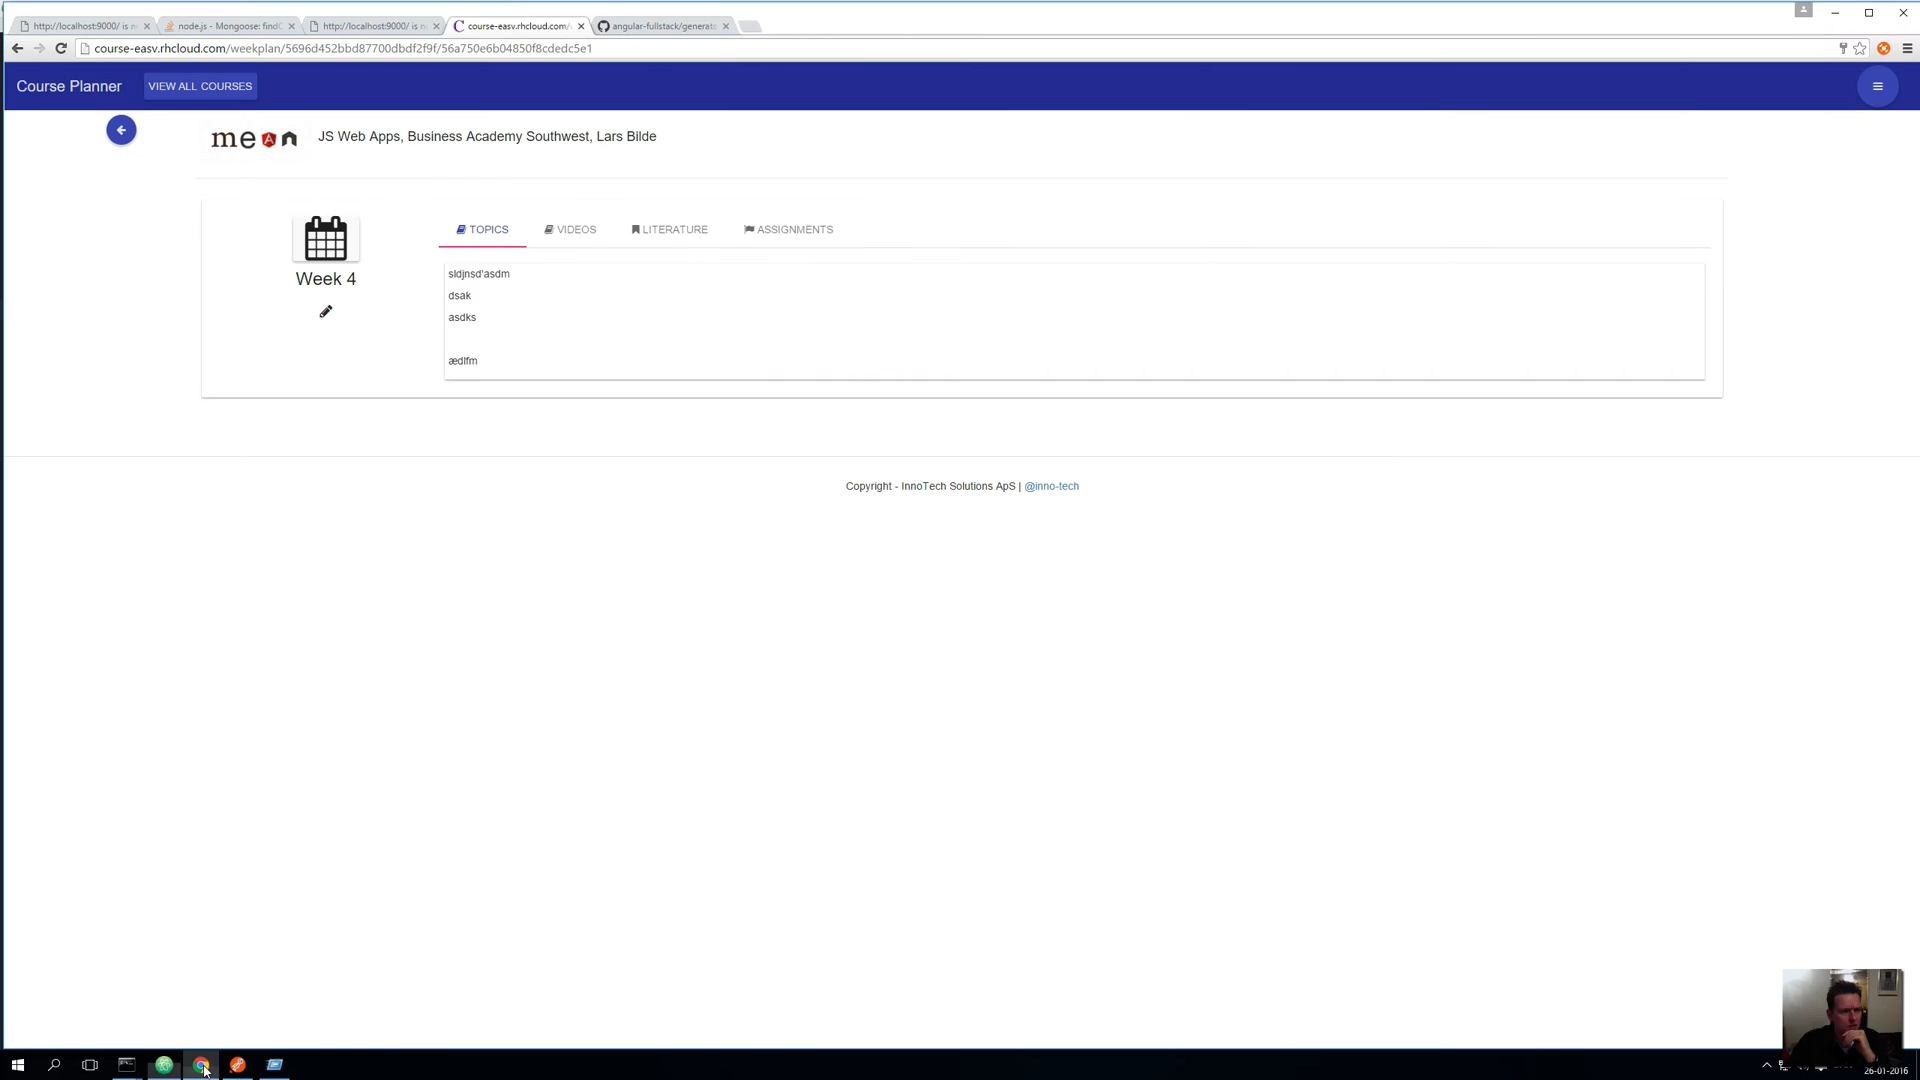 http://localhost:9000/ is n
node.js - Mongoose: findO
http://localhost:9000/ is n
course-easv.rhcloud.com/
angular-fullstack/generat
course-easv.rhcloud.com/weekplan/5696d452bbd87700dbdf2f9f/56a750e6b04850f8cdedc5e1
Course Planner
VIEW ALL COURSES
me n
JS Web Apps, Business Academy Southwest, Lars Bilde
TOPICS
VIDEOS
LITERATURE
ASSIGNMENTS
Week 4
sldjnsd'asdm
dsak
asdks
ædlfm
Copyright - InnoTech Solutions ApS | @inno-tech
26-01-2016